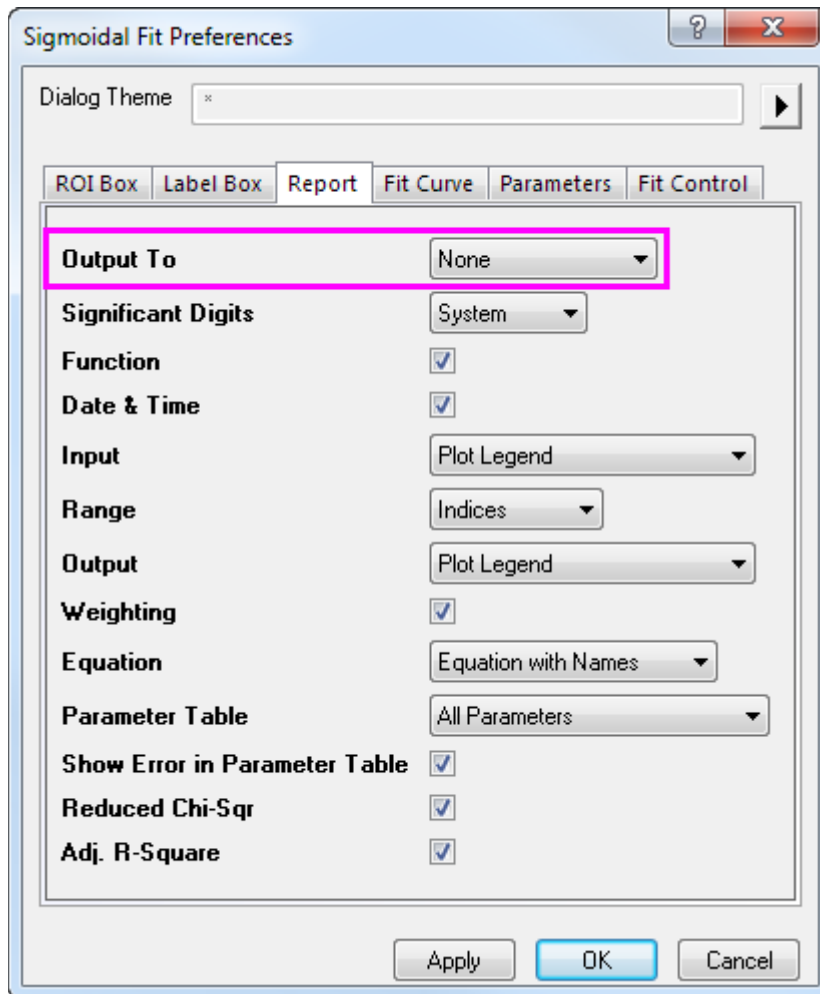 Sigmoidal Fit Preferences
Dialog Theme *
ROI Box Label Box Report Fit Curve Parameters Fit Control
Output To None
Significant Digits System
Function
Date & Time
Input Plot Legend
Range Indices
Output Plot Legend
Weighting
Equation Equation with Names
Parameter Table All Parameters
Show Error in Parameter Table
Reduced Chi-Sqr
Adj. R-Square
Apply OK Cancel